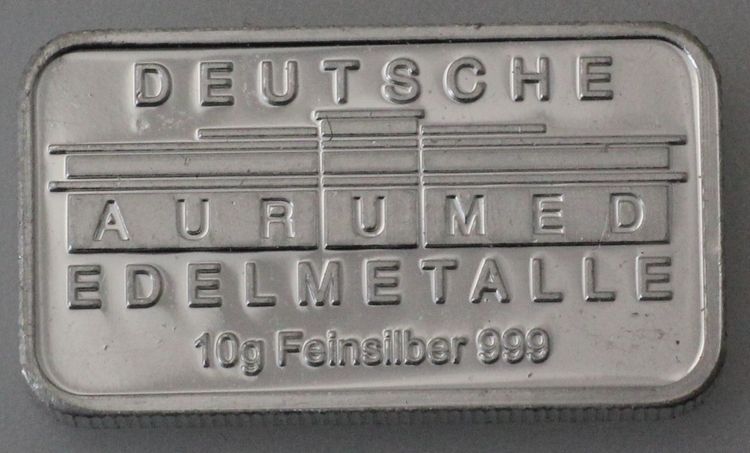 DEUTSCHE
AURUMED
EDELMETALLE
10g Feinsilber 999